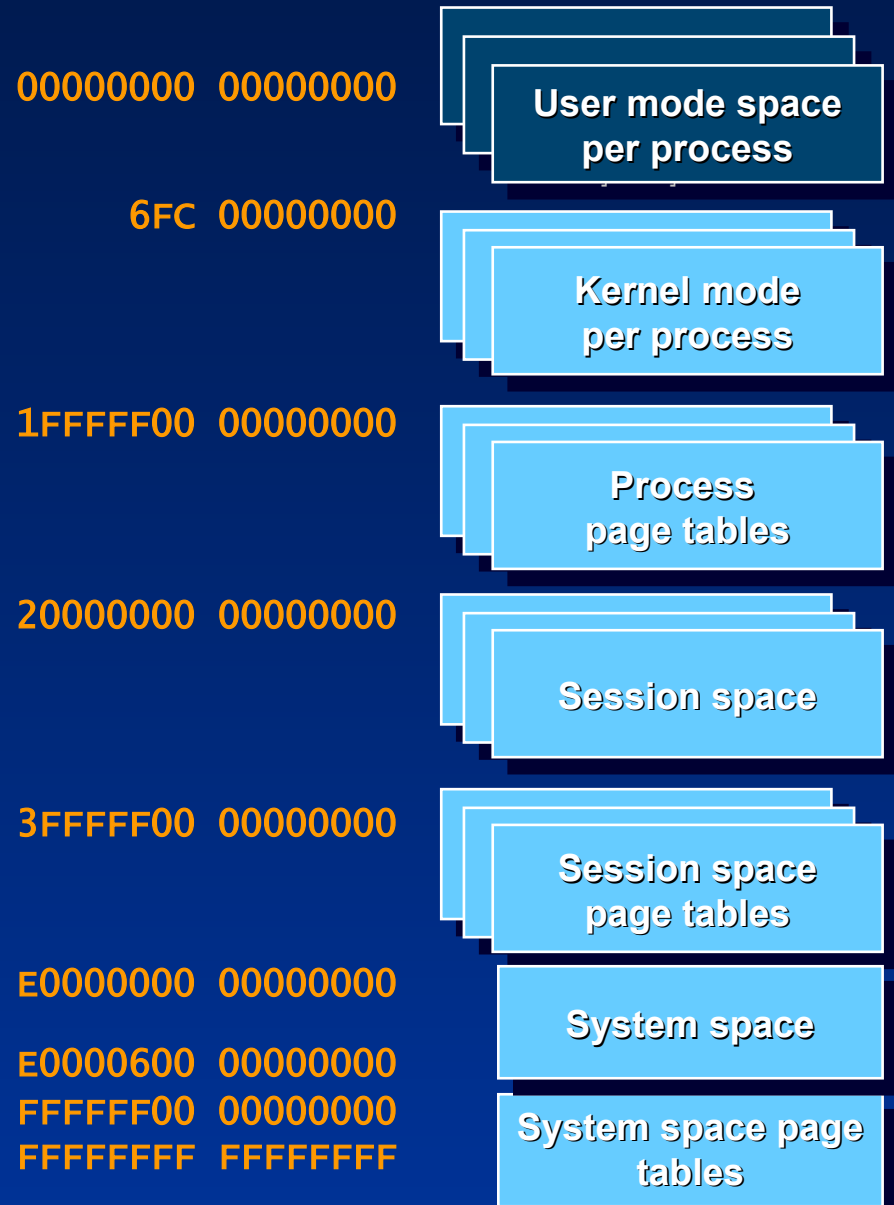 00000000 00000000
User mode space
per process
6FC 00000000
Kernel mode
per process
1FFFFF00 00000000
Process
page tables
20000000 00000000
Session space
3FFFFF00 00000000
Session space
page tables
E0000000 00000000
System space
E0000600 00000000
FFFFFF00 00000000
FFFFFFFF FFFFFFFF
System space page
tables